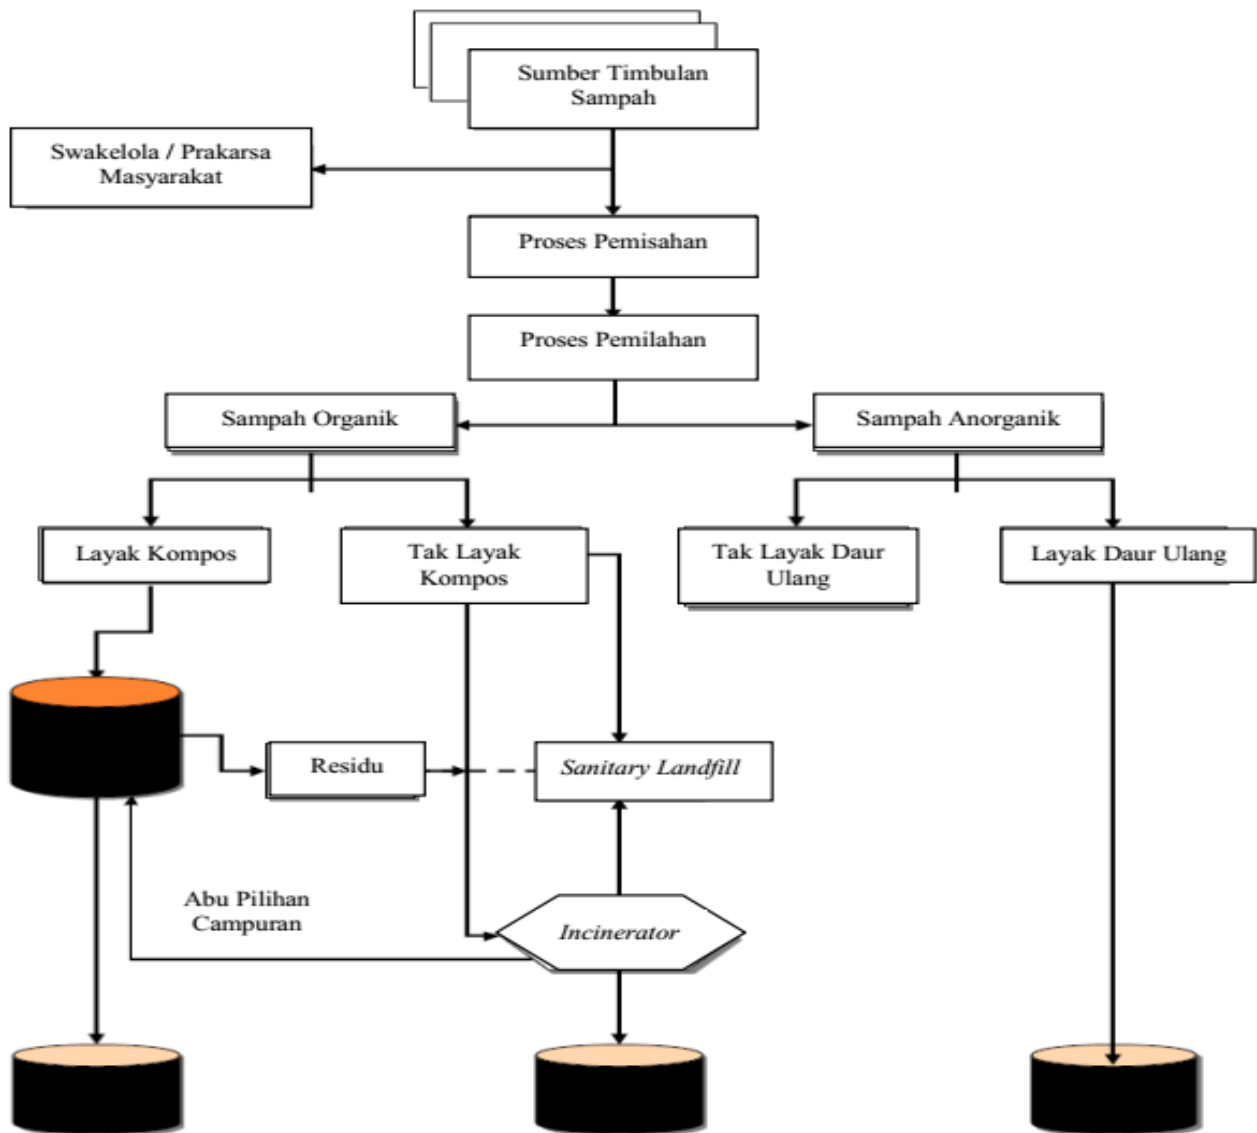 Sumber Timbulan
Sampah
Swakelola / Prakarsa
Masyarakat
Proses Pemisahan
Proses Pemilahan
Sampah Organik
Sampah Anorganik
Layak Kompos
Tak Layak
Kompos
Tak Layak Daur
Ulang
Layak Daur Ulang
Residu
Sanitary Landfill
Abu Pilihan
Campuran
Incinerator